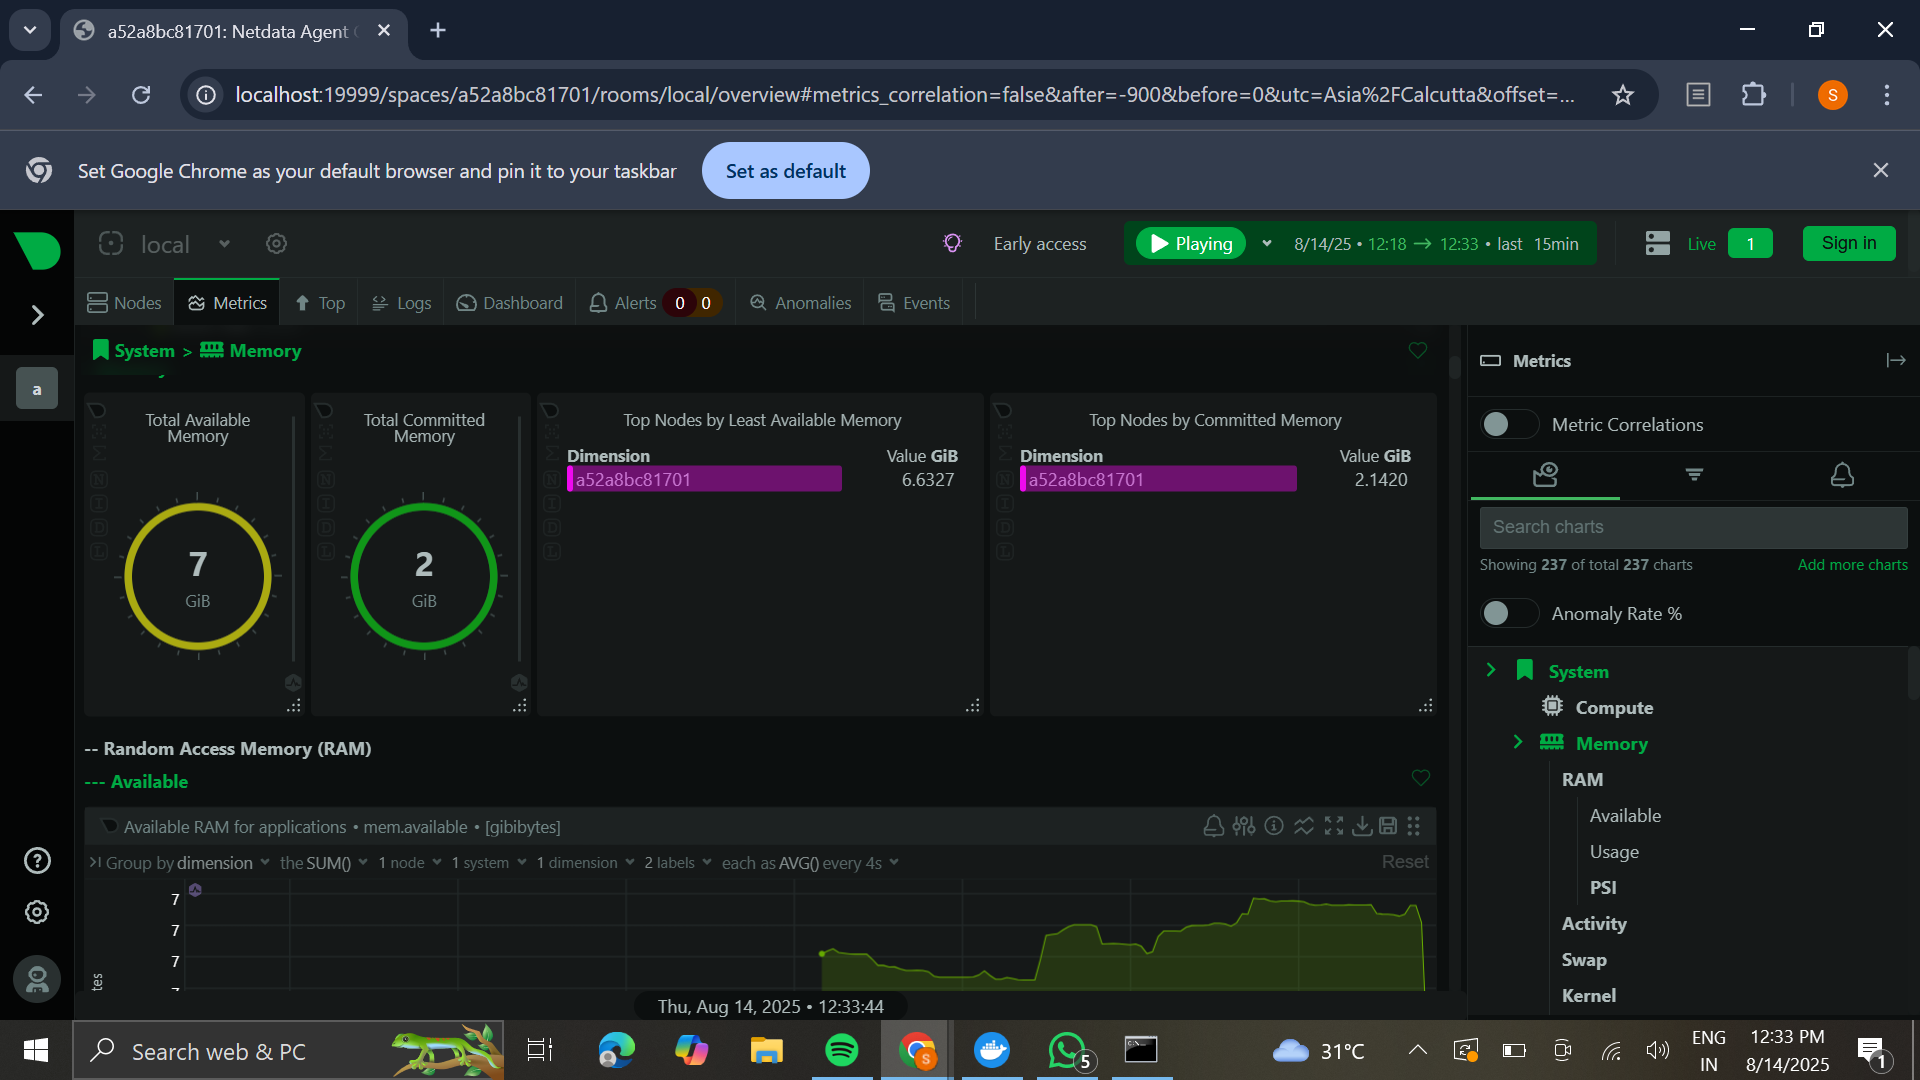 a52a8bc81701: Netdata Agent
localhost:19999/spaces/a52a8bc81701/rooms/local/overview#metrics_correlation=false&after=-900&before=0&utc=Asia%2FCalcutta&offset=...
S
Set Google Chrome as your default browser and pin it to your taskbar
Set as default
local
Early access
Playing
8/14/25 • 12:18 → 12:33 • last 15min
Live
1
Sign in
Nodes
Metrics
Top
Logs
Dashboard
Alerts 0 0
Anomalies
Events
a
System > Memory
Total Available Memory
7
GiB
Total Committed Memory
2
GiB
Top Nodes by Least Available Memory
Dimension Value GiB
a52a8bc81701 6.6327
Top Nodes by Committed Memory
Dimension Value GiB
a52a8bc81701 2.1420
N
I
D
L
N
I
D
L
N
I
D
L
N
I
D
L
-- Random Access Memory (RAM)
--- Available
Available RAM for applications • mem.available • [gibibytes]
Group by dimension the SUM() 1 node 1 system 1 dimension 2 labels each as AVG() every 4s Reset
7
7
7
tes
Thu, Aug 14, 2025 • 12:33:44
Metrics
Metric Correlations
Search charts
Showing 237 of total 237 charts Add more charts
Anomaly Rate %
System
Compute
Memory
RAM
Available
Usage
PSI
Activity
Swap
Kernel
Search web & PC
S
5
31°C
ENG
IN
12:33 PM
8/14/2025
1